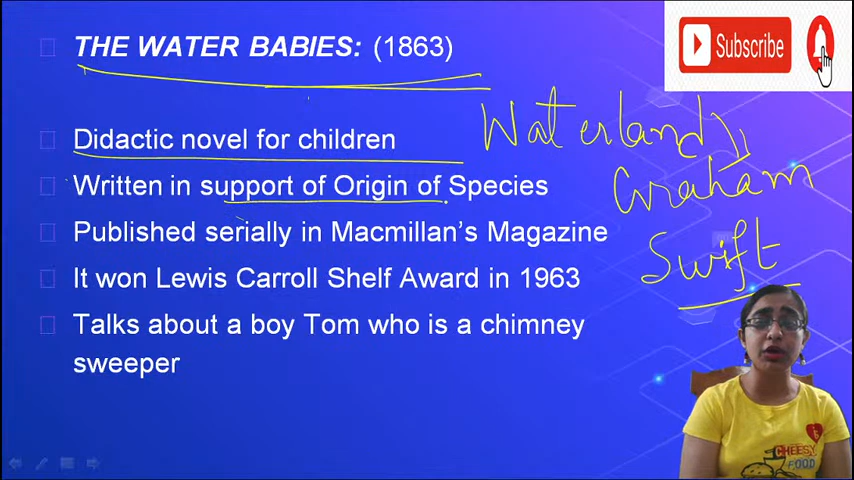 THE WATER BABIES: (1863)
Subscribe
Didactic novel for children
Waterland
Written in support of Origin of Species
Graham
Published serially in Macmillan's Magazine
Swift
It won Lewis Carroll Shelf Award in 1963
Talks about a boy Tom who is a chimney
sweeper
CHEESY
FOOD